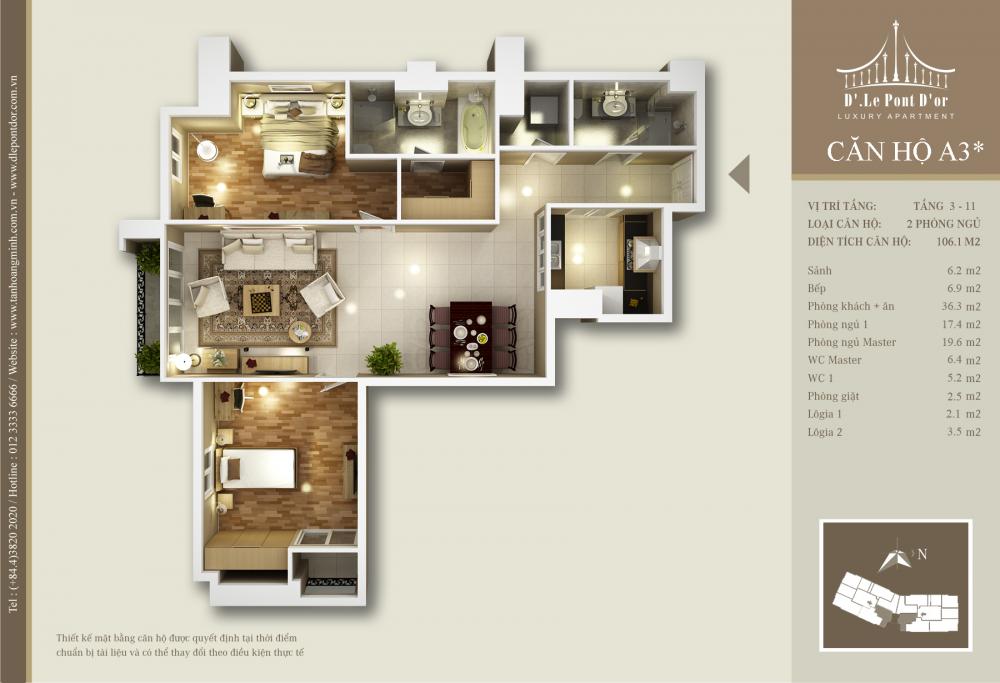 Tel : (+84.4)3820 2020 / Hotline : 012 3333 6666 / Website : www.tanhoangminh.com.vn - www.dlepontdor.com.vn
D'.Le Pont D'or
LUXURY APARTMENT
CĂN HỘ A3*
VỊ TRÍ TẦNG: TẦNG 3 - 11
LOẠI CĂN HỘ: 2 PHÒNG NGỦ
DIỆN TÍCH CĂN HỘ: 106.1 M2
Sảnh 6.2 m2
Bếp 6.9 m2
Phòng khách + ăn 36.3 m2
Phòng ngủ 1 17.4 m2
Phòng ngủ Master 19.6 m2
WC Master 6.4 m2
WC 1 5.2 m2
Phòng giặt 2.5 m2
Lôgia 1 2.1 m2
Lôgia 2 3.5 m2
N
Thiết kế mặt bằng căn hộ được quyết định tại thời điểm
chuẩn bị tài liệu và có thể thay đổi theo điều kiện thực tế